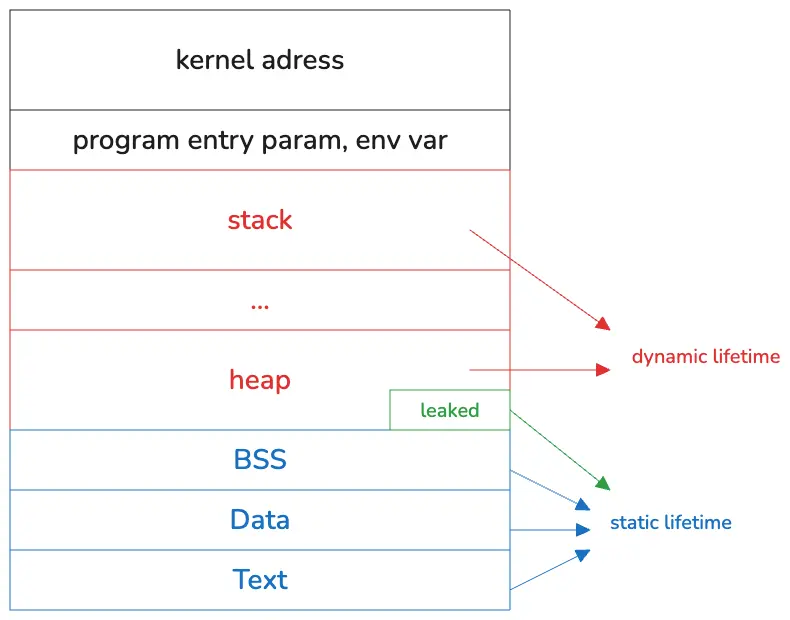 kernel adress
program entry param, env var
stack
...
heap
dynamic lifetime
leaked
BSS
Data
static lifetime
Text